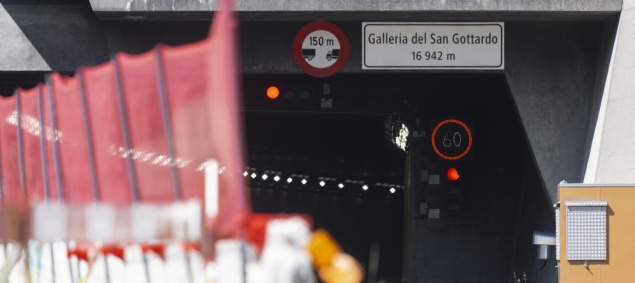 150 m
Galleria del San Gottardo
16 942 m
60